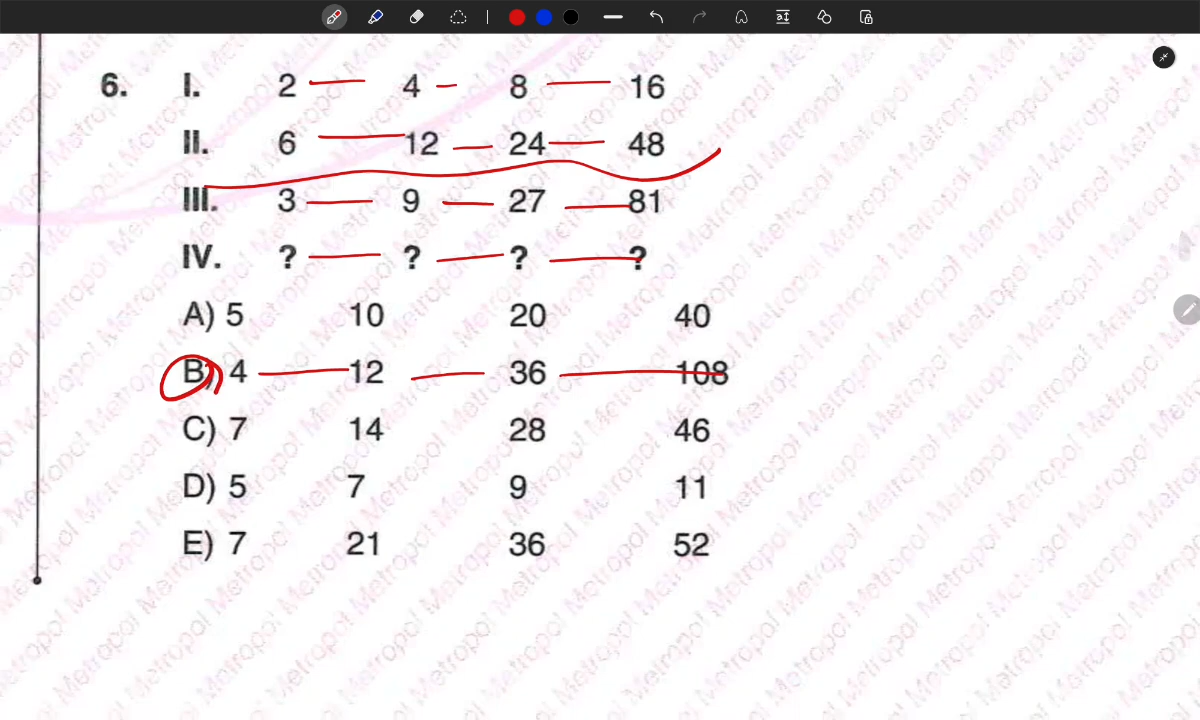 6. I. 2 4 8 16
II. 6 12 24 48
III. 3 9 27 81
IV. ? ? ? ?
A) 5 10 20 40
B) 4 12 36 108
C) 7 14 28 46
D) 5 7 9 11
E) 7 21 36 52